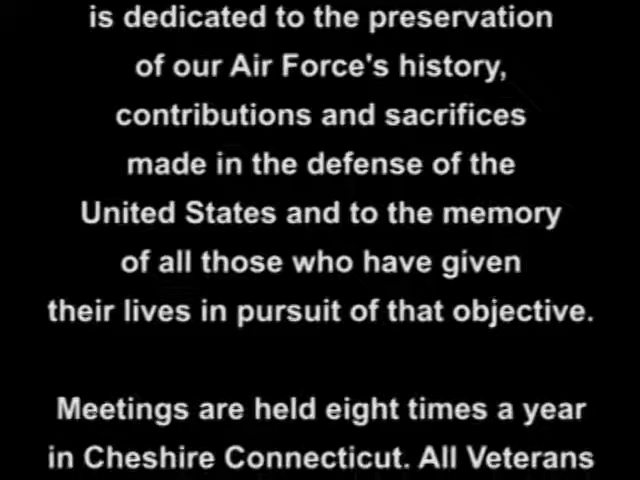 is dedicated to the preservation
of our Air Force's history,
contributions and sacrifices
made in the defense of the
United States and to the memory
of all those who have given
their lives in pursuit of that objective.
Meetings are held eight times a year
in Cheshire Connecticut. All Veterans